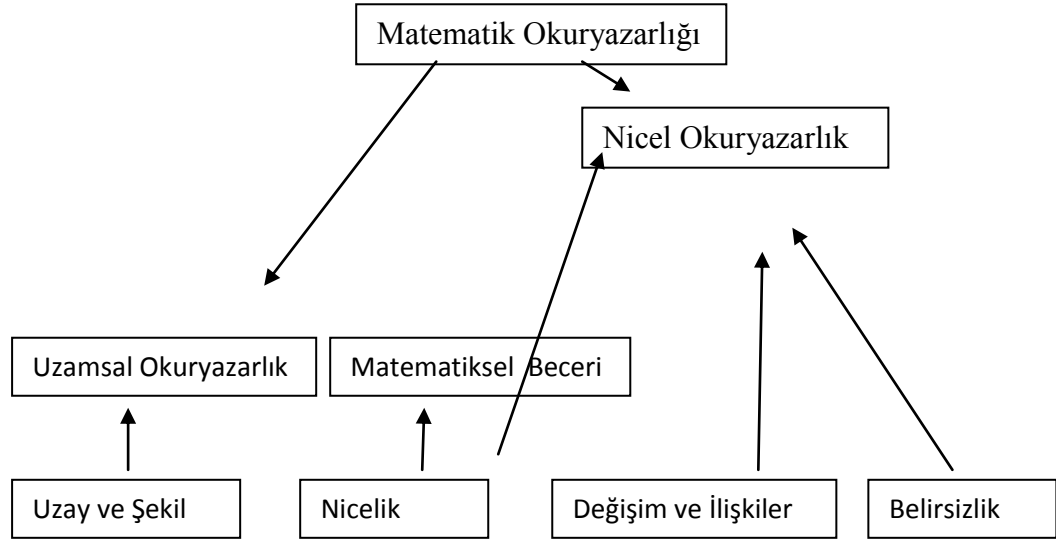 Matematik Okuryazarlığı
Nicel Okuryazarlık
Uzamsal Okuryazarlık
Matematiksel Beceri
Uzay ve Şekil
Nicelik
Değişim ve İlişkiler
Belirsizlik